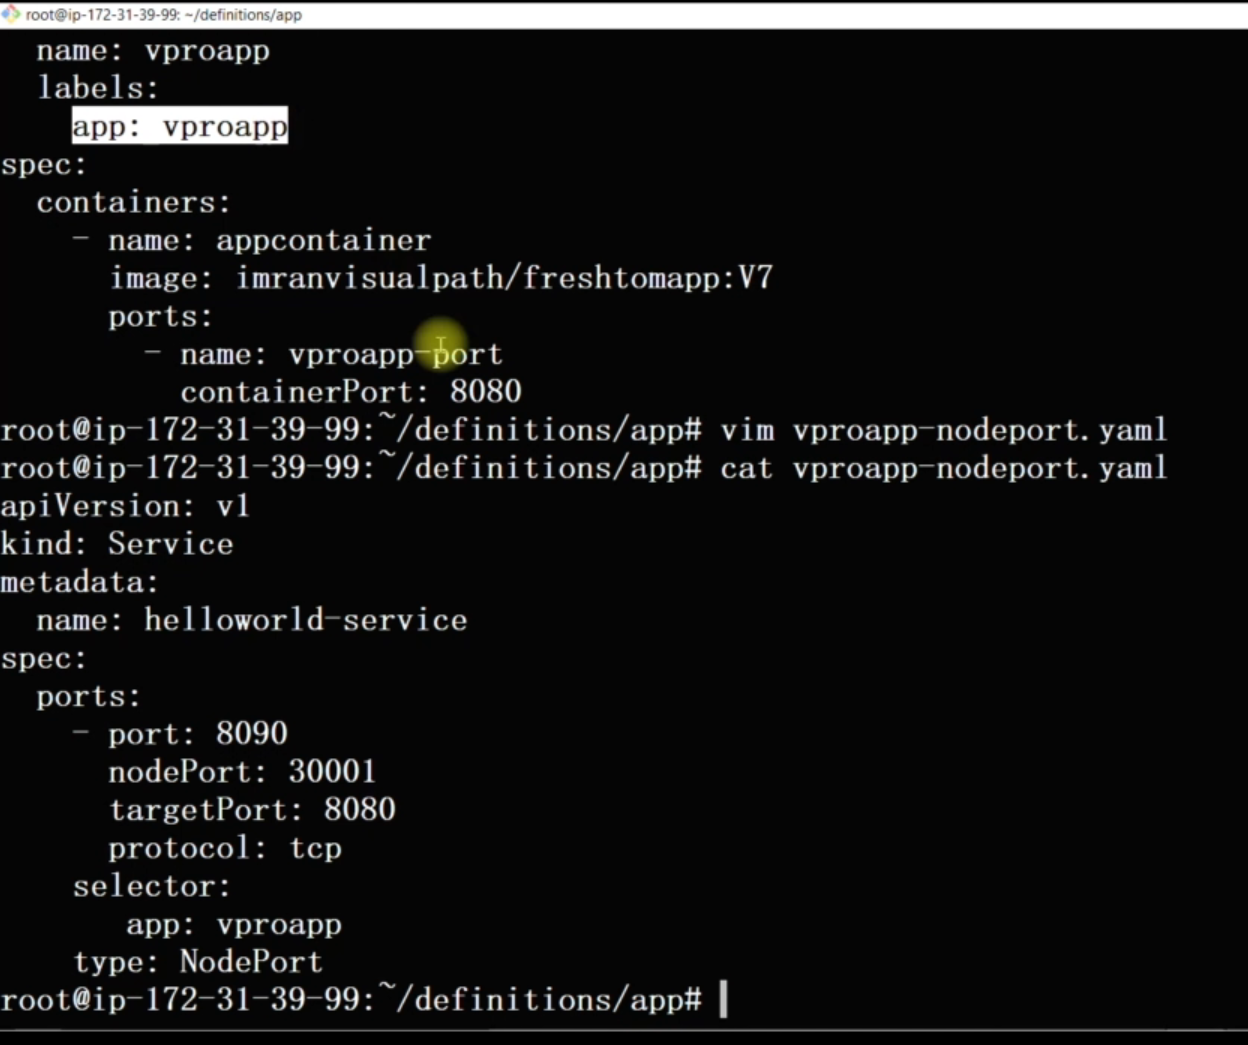 root@ip-172-31-39-99: ~/definitions/app
  name: vproapp
  labels:
    app: vproapp
spec:
  containers:
    - name: appcontainer
      image: imranvisualpath/freshtomapp:V7
      ports:
        - name: vproapp-port
          containerPort: 8080
root@ip-172-31-39-99:~/definitions/app# vim vproapp-nodeport.yaml
root@ip-172-31-39-99:~/definitions/app# cat vproapp-nodeport.yaml
apiVersion: v1
kind: Service
metadata:
  name: helloworld-service
spec:
  ports:
    - port: 8090
      nodePort: 30001
      targetPort: 8080
      protocol: tcp
    selector:
       app: vproapp
    type: NodePort
root@ip-172-31-39-99:~/definitions/app#